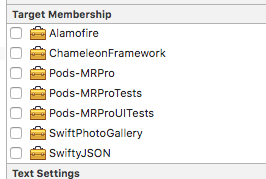 Target Membership
Alamofire
ChameleonFramework
Pods-MRPro
Pods-MRProTests
Pods-MRProUITests
SwiftPhotoGallery
SwiftyJSON
Text Settings